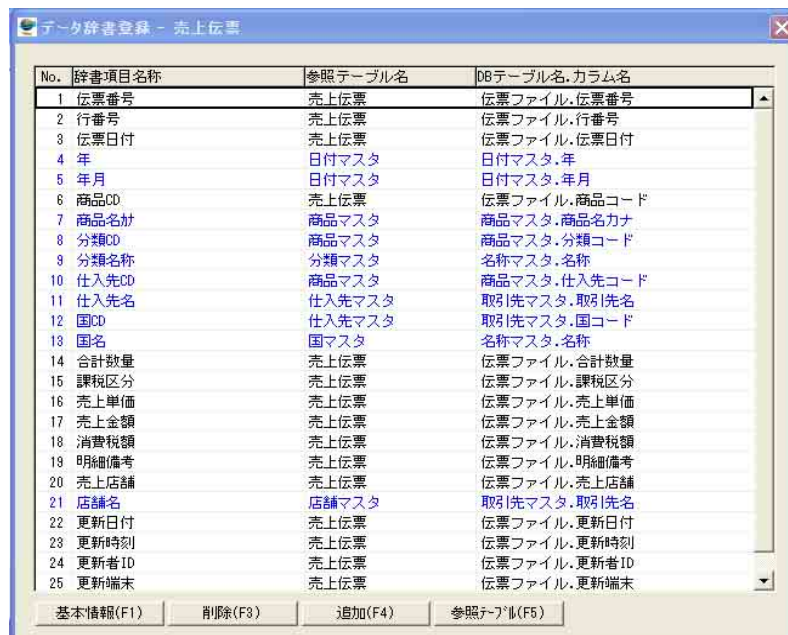 データ辞書登録 - 売上伝票
No. 辞書項目名称 参照テーブル名 DBテーブル名.カラム名
1 伝票番号 売上伝票 伝票ファイル.伝票番号
2 行番号 売上伝票 伝票ファイル.行番号
3 伝票日付 売上伝票 伝票ファイル.伝票日付
4 年 日付マスタ 日付マスタ.年
5 年月 日付マスタ 日付マスタ.年月
6 商品CD 売上伝票 伝票ファイル.商品コード
7 商品名ｶﾅ 商品マスタ 商品マスタ.商品名カナ
8 分類CD 商品マスタ 商品マスタ.分類コード
9 分類名称 分類マスタ 名称マスタ.名称
10 仕入先CD 商品マスタ 商品マスタ.仕入先コード
11 仕入先名 仕入先マスタ 取引先マスタ.取引先名
12 国CD 仕入先マスタ 取引先マスタ.国コード
13 国名 国マスタ 名称マスタ.名称
14 合計数量 売上伝票 伝票ファイル.合計数量
15 課税区分 売上伝票 伝票ファイル.課税区分
16 売上単価 売上伝票 伝票ファイル.売上単価
17 売上金額 売上伝票 伝票ファイル.売上金額
18 消費税額 売上伝票 伝票ファイル.消費税額
19 明細備考 売上伝票 伝票ファイル.明細備考
20 売上店舗 売上伝票 伝票ファイル.売上店舗
21 店舗名 店舗マスタ 取引先マスタ.取引先名
22 更新日付 売上伝票 伝票ファイル.更新日付
23 更新時刻 売上伝票 伝票ファイル.更新時刻
24 更新者ID 売上伝票 伝票ファイル.更新者ID
25 更新端末 売上伝票 伝票ファイル.更新端末
基本情報(F1) 削除(F3) 追加(F4) 参照ﾃｰﾌﾞﾙ(F5)